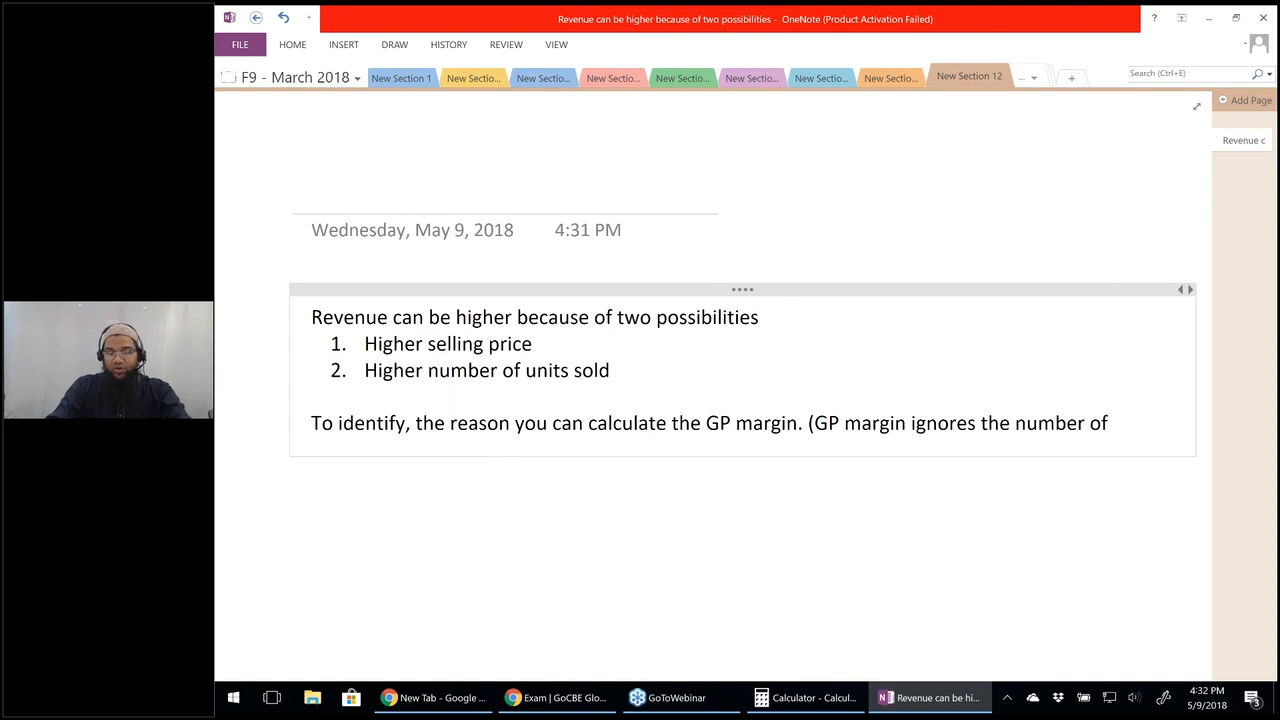 Revenue can be higher because of two possibilities - OneNote (Product Activation Failed)
?
FILE HOME INSERT DRAW HISTORY REVIEW VIEW
F9 - March 2018
New Section 1
New Sectio...
New Sectio...
New Sectio...
New Sectio...
New Sectio...
New Sectio...
New Sectio...
New Section 12
...
Search (Ctrl+E)
Add Page
Revenue c
Wednesday, May 9, 2018 4:31 PM
Revenue can be higher because of two possibilities
1. Higher selling price
2. Higher number of units sold
To identify, the reason you can calculate the GP margin. (GP margin ignores the number of
New Tab - Google ...
Exam | GoCBE Glo...
GoToWebinar
Calculator - Calcul...
Revenue can be hi...
4:32 PM
5/9/2018
3